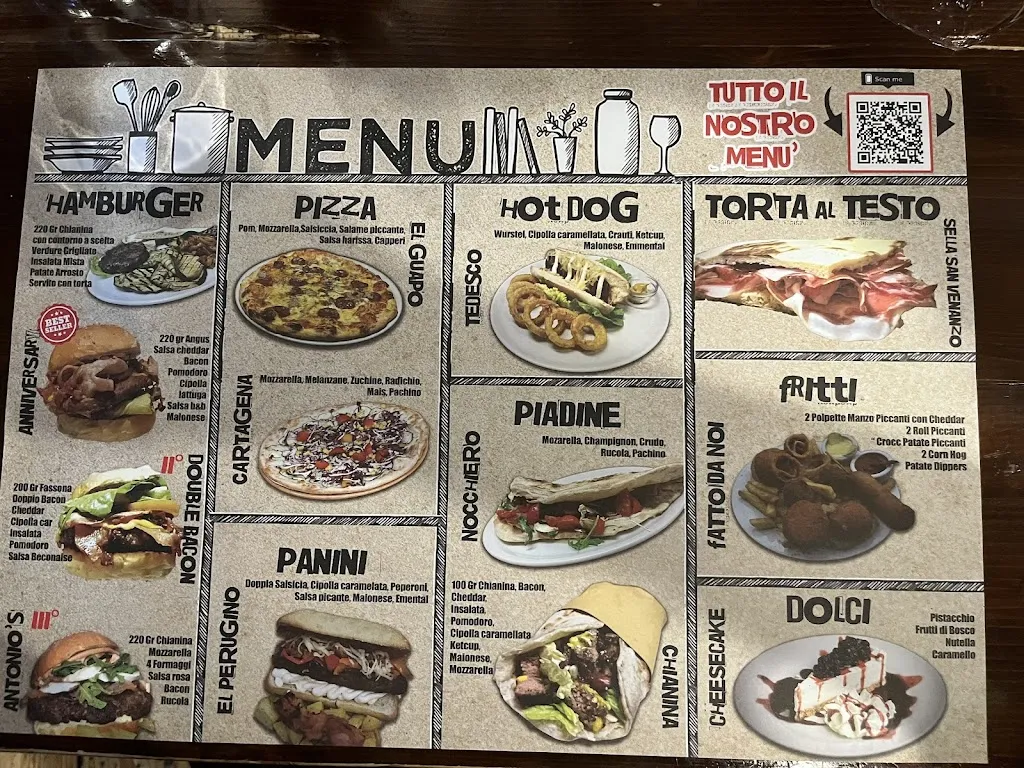 MENU
TUTTO IL
NOSTRO
MENU'
Scan me
HAMBURGER
220 Gr Chianina
con contorno a scelta
Verdure Grigliate
Insalata Mista
Patate Arrosto
Servito con torta
BEST
SELLER
ANNIVERSARY
220 gr Angus
Salsa cheddar
Bacon
Pomodoro
Cipolla
lattuga
Salsa b&b
Maionese
II°
DOUBLE BACON
200 Gr Fassona
Doppio Bacon
Cheddar
Cipolla car
Insalata
Pomodoro
Salsa Beconaise
ANTONIO'S
III°
220 Gr Chianina
Mozzarella
4 Formaggi
Salsa rosa
Bacon
Rucola
PIZZA
Pom, Mozzarella,Salsiccia, Salame piccante,
Salsa harissa, Capperi
EL GUAPO
CARTAGENA
Mozzarella, Melanzane, Zuchine, Radichio,
Mais, Pachino
PANINI
Doppia Salsicia, Cipolla caramelata, Peperoni,
Salsa picante, Maionese, Emental
EL PERUGINO
HOT DOG
Wurstel, Cipolla caramellata, Crauti, Ketcup,
Maionese, Emmental
TEDESCO
PIADINE
Mozarella, Champignon, Crudo,
Rucola, Pachino
NOCCHIERO
100 Gr Chianina, Bacon,
Cheddar,
Insalata,
Pomodoro,
Cipolla caramellata
Ketcup,
Maionese,
Mozzarella
CHIANINA
TORTA AL TESTO
SELLA SAN VENANZO
FRITTI
2 Polpette Manzo Piccanti con Cheddar
2 Roll Piccanti
Crocc Patate Piccanti
2 Corn Hog
Patate Dippers
FATTO DA NOI
DOLCI
Pistacchio
Frutti di Bosco
Nutella
Caramello
CHEESECAKE